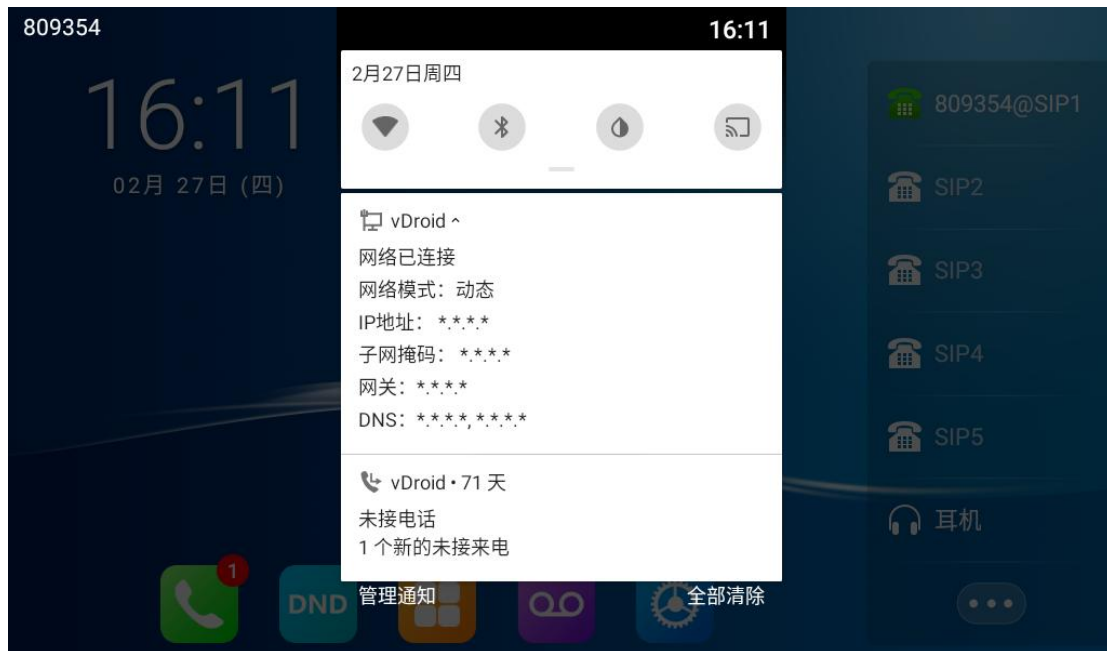 809354
16:11
16:11
02月 27日 (四)
2月27日周四
vDroid
网络已连接
网络模式：动态
IP地址： *.*.*.*
子网掩码： *.*.*.*
网关：*.*.*.*
DNS：*.*.*.*, *.*.*.*
vDroid • 71 天
未接电话
1 个新的未接来电
管理通知
全部清除
809354@SIP1
SIP2
SIP3
SIP4
SIP5
耳机
1
DND